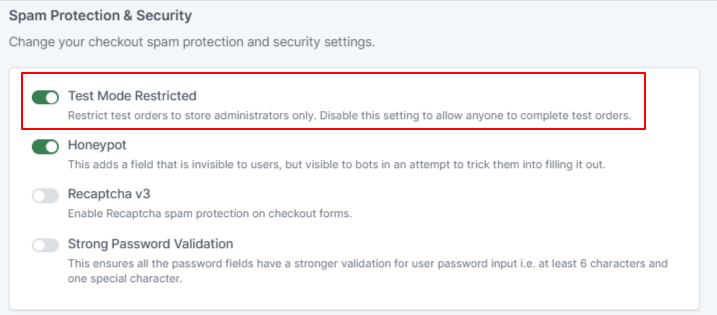 Spam Protection & Security
Change your checkout spam protection and security settings.
Test Mode Restricted
Restrict test orders to store administrators only. Disable this setting to allow anyone to complete test orders.
Honeypot
This adds a field that is invisible to users, but visible to bots in an attempt to trick them into filling it out.
Recaptcha v3
Enable Recaptcha spam protection on checkout forms.
Strong Password Validation
This ensures all the password fields have a stronger validation for user password input i.e. at least 6 characters and
one special character.